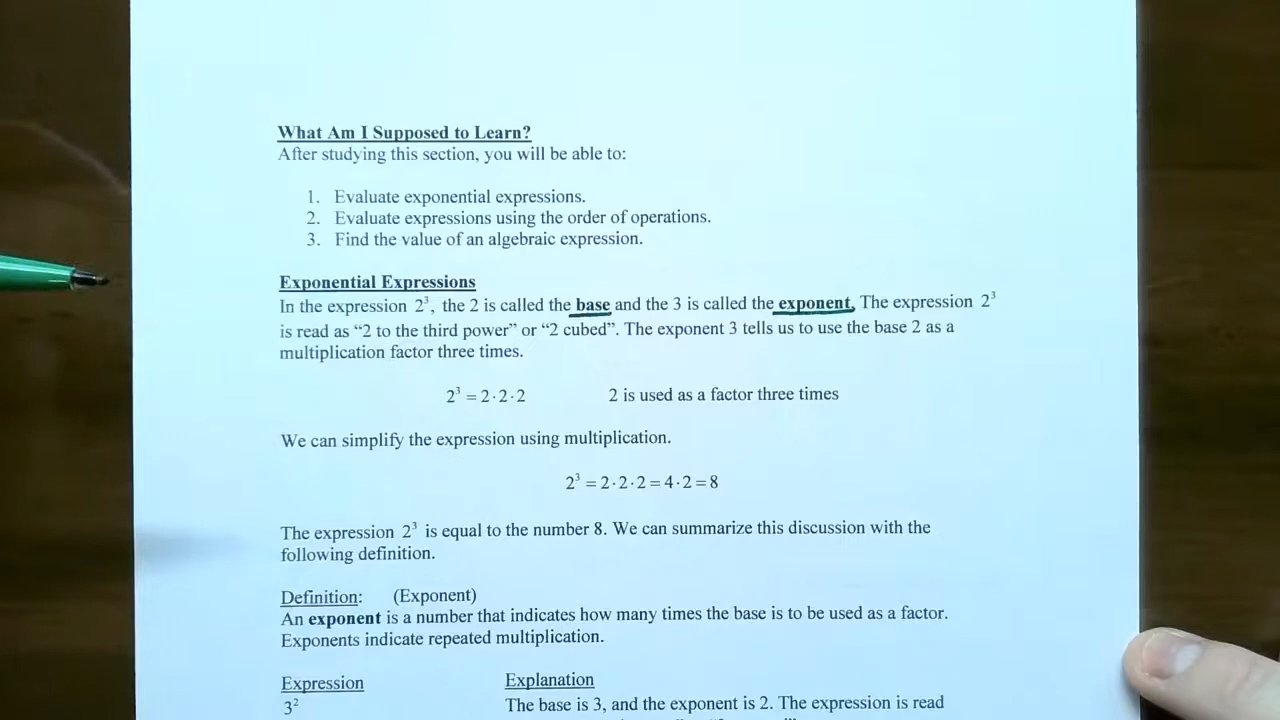 What Am I Supposed to Learn?
After studying this section, you will be able to:
1. Evaluate exponential expressions.
2. Evaluate expressions using the order of operations.
3. Find the value of an algebraic expression.
Exponential Expressions
In the expression 2³, the 2 is called the base and the 3 is called the exponent. The expression 2³
is read as “2 to the third power” or “2 cubed”. The exponent 3 tells us to use the base 2 as a
multiplication factor three times.
2³ = 2·2·2 2 is used as a factor three times
We can simplify the expression using multiplication.
2³ = 2·2·2 = 4·2 = 8
The expression 2³ is equal to the number 8. We can summarize this discussion with the
following definition.
Definition: (Exponent)
An exponent is a number that indicates how many times the base is to be used as a factor.
Exponents indicate repeated multiplication.
Expression Explanation
3² The base is 3, and the exponent is 2. The expression is read